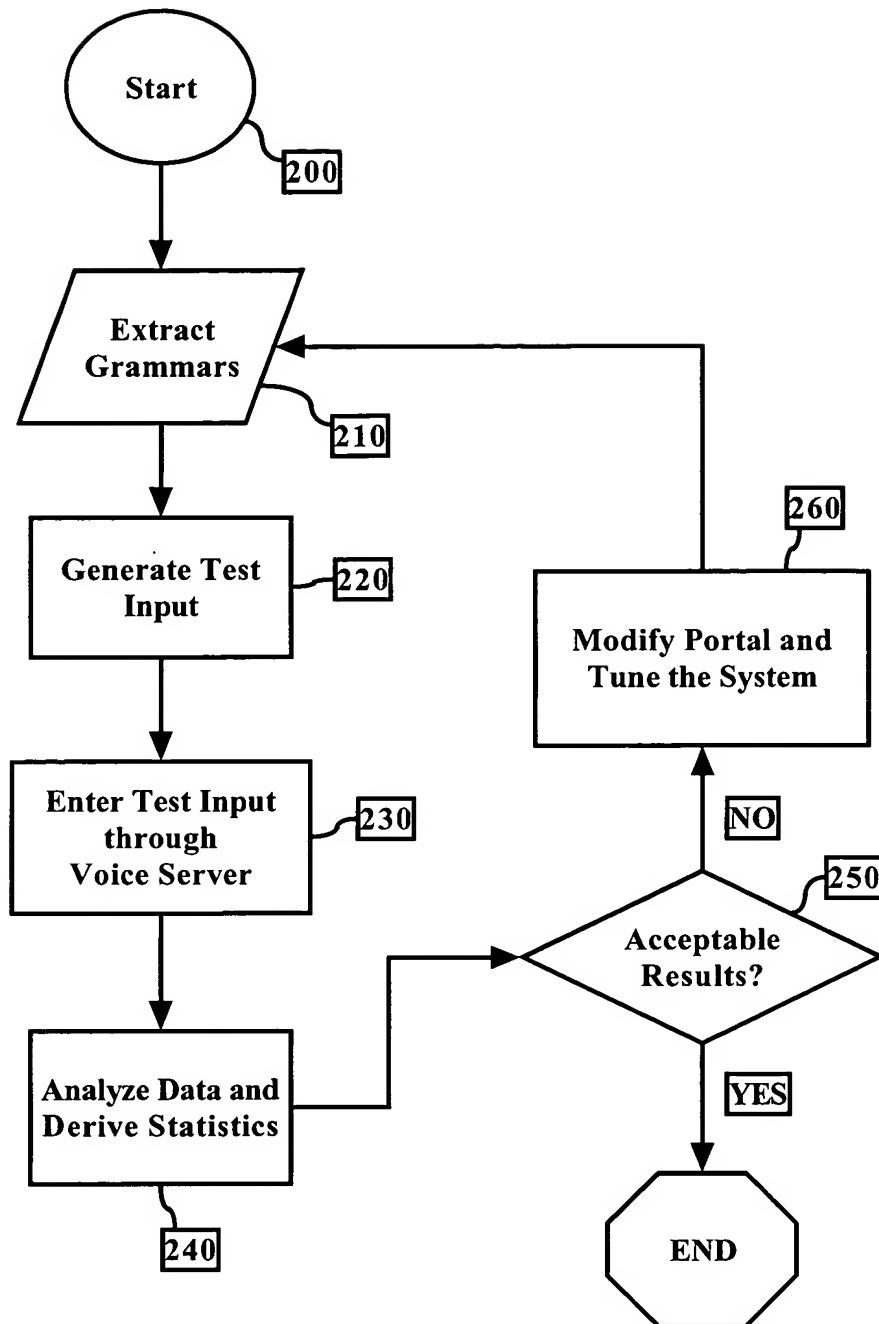 Start
200
Extract
Grammars
210
Generate Test
Input
220
Enter Test Input
through
Voice Server
230
Analyze Data and
Derive Statistics
240
Acceptable
Results?
250
NO
YES
260
Modify Portal and
Tune the System
END